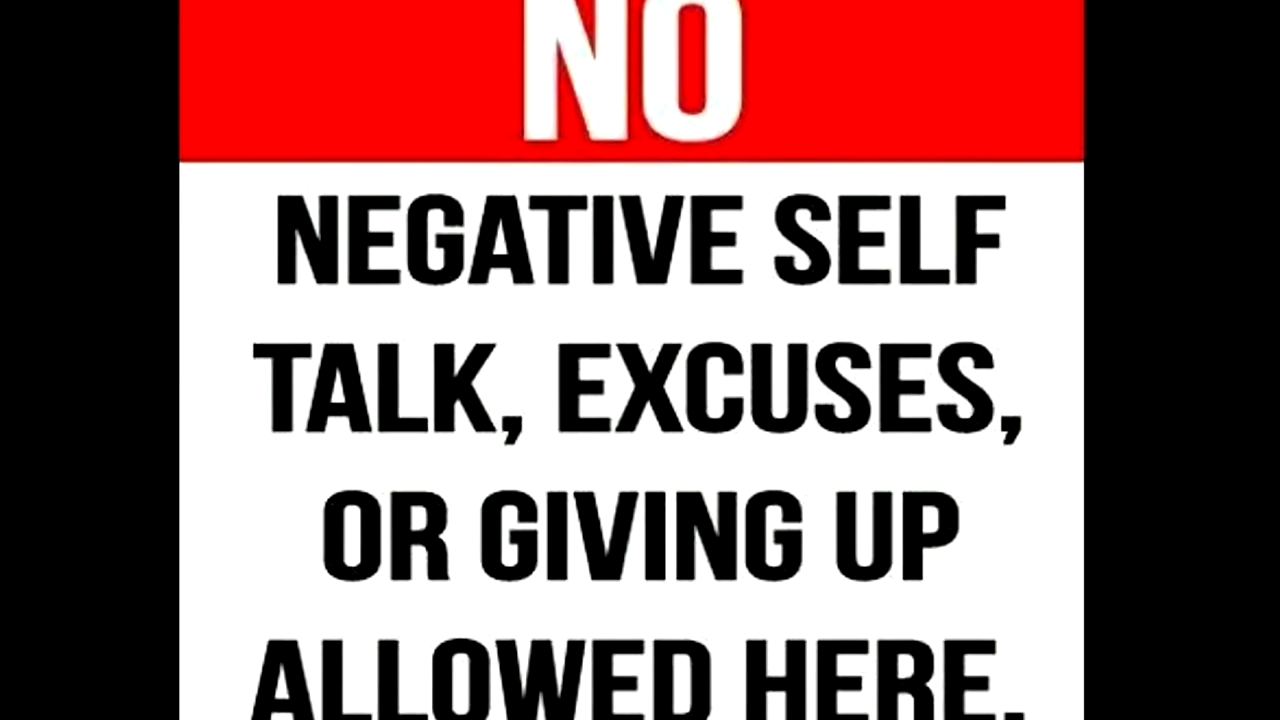 NO
NEGATIVE SELF
TALK, EXCUSES,
OR GIVING UP
ALLOWED HERE.